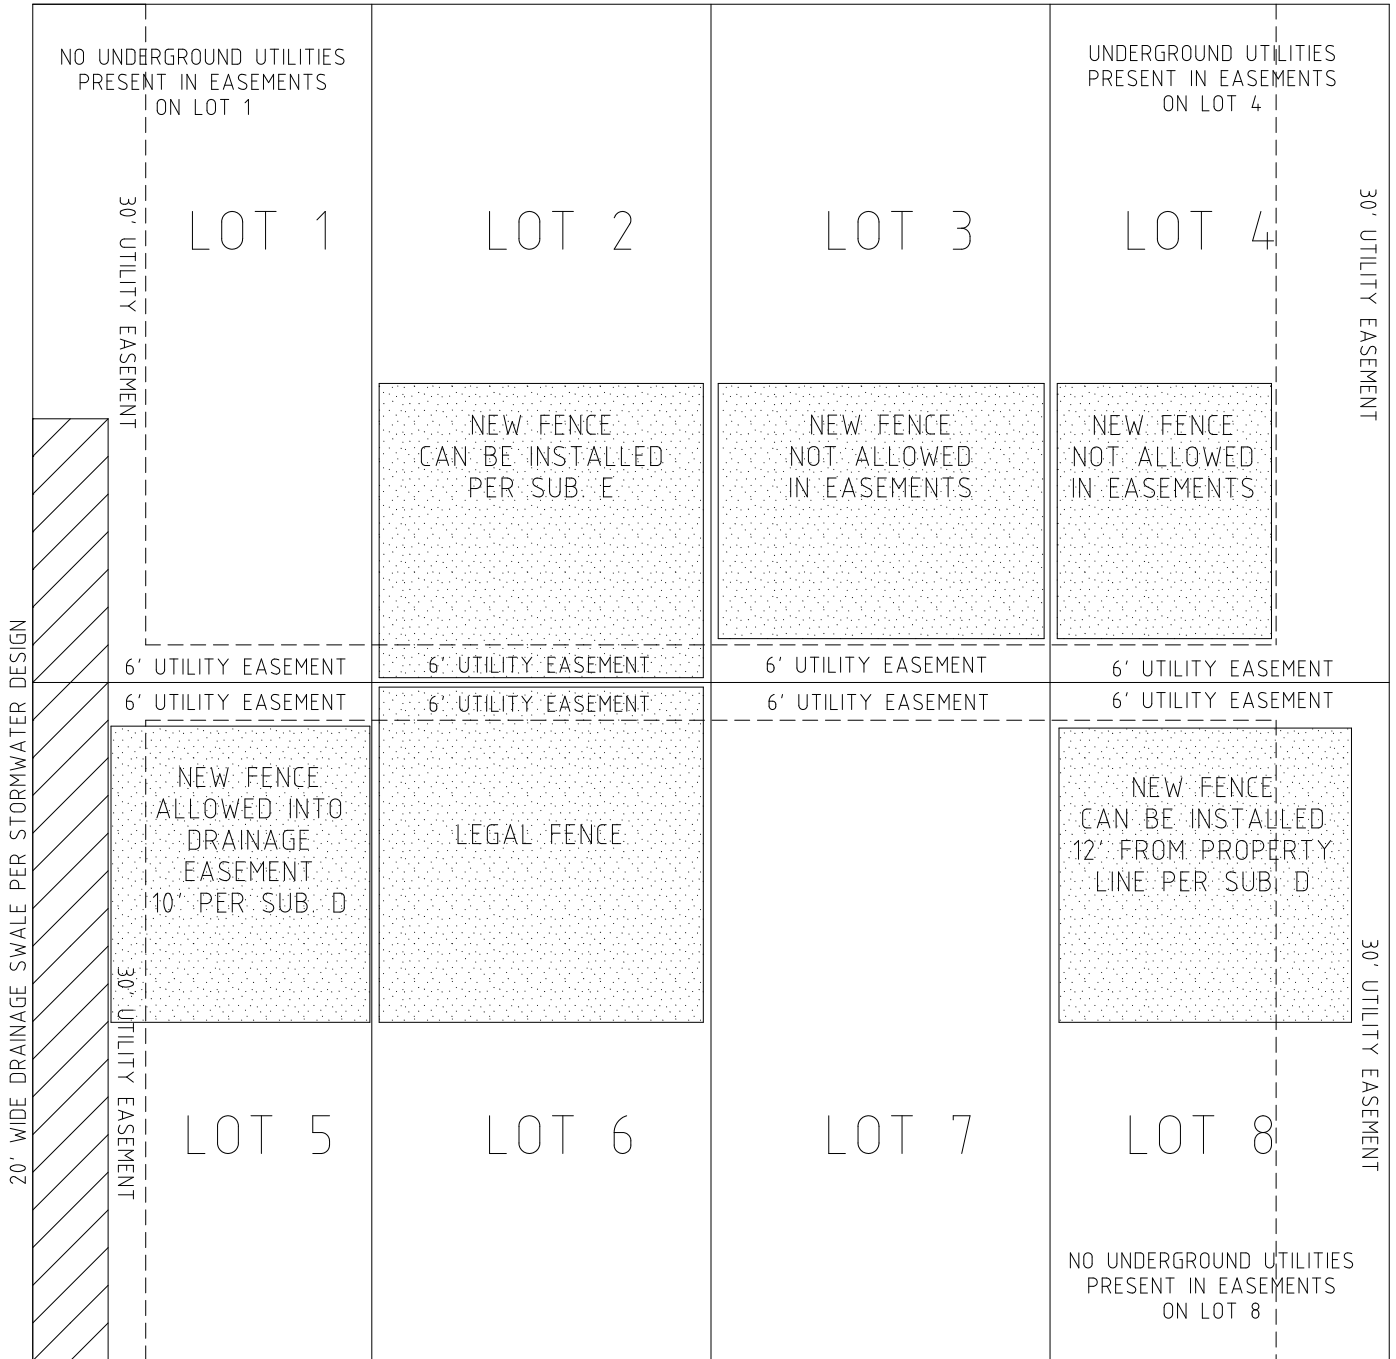 NO UNDERGROUND UTILITIES
PRESENT IN EASEMENTS
ON LOT 1
UNDERGROUND UTILITIES
PRESENT IN EASEMENTS
ON LOT 4
30' UTILITY EASEMENT
LOT 1
LOT 2
LOT 3
LOT 4
30' UTILITY EASEMENT
NEW FENCE
CAN BE INSTALLED
PER SUB. E
NEW FENCE
NOT ALLOWED
IN EASEMENTS
NEW FENCE
NOT ALLOWED
IN EASEMENTS
6' UTILITY EASEMENT
6' UTILITY EASEMENT
6' UTILITY EASEMENT
6' UTILITY EASEMENT
6' UTILITY EASEMENT
6' UTILITY EASEMENT
6' UTILITY EASEMENT
6' UTILITY EASEMENT
20' WIDE DRAINAGE SWALE PER STORMWATER DESIGN
NEW FENCE
ALLOWED INTO
DRAINAGE
EASEMENT
10' PER SUB. D
LEGAL FENCE
NEW FENCE
CAN BE INSTALLED
12' FROM PROPERTY
LINE PER SUB. D
30' UTILITY EASEMENT
30' UTILITY EASEMENT
LOT 5
LOT 6
LOT 7
LOT 8
NO UNDERGROUND UTILITIES
PRESENT IN EASEMENTS
ON LOT 8